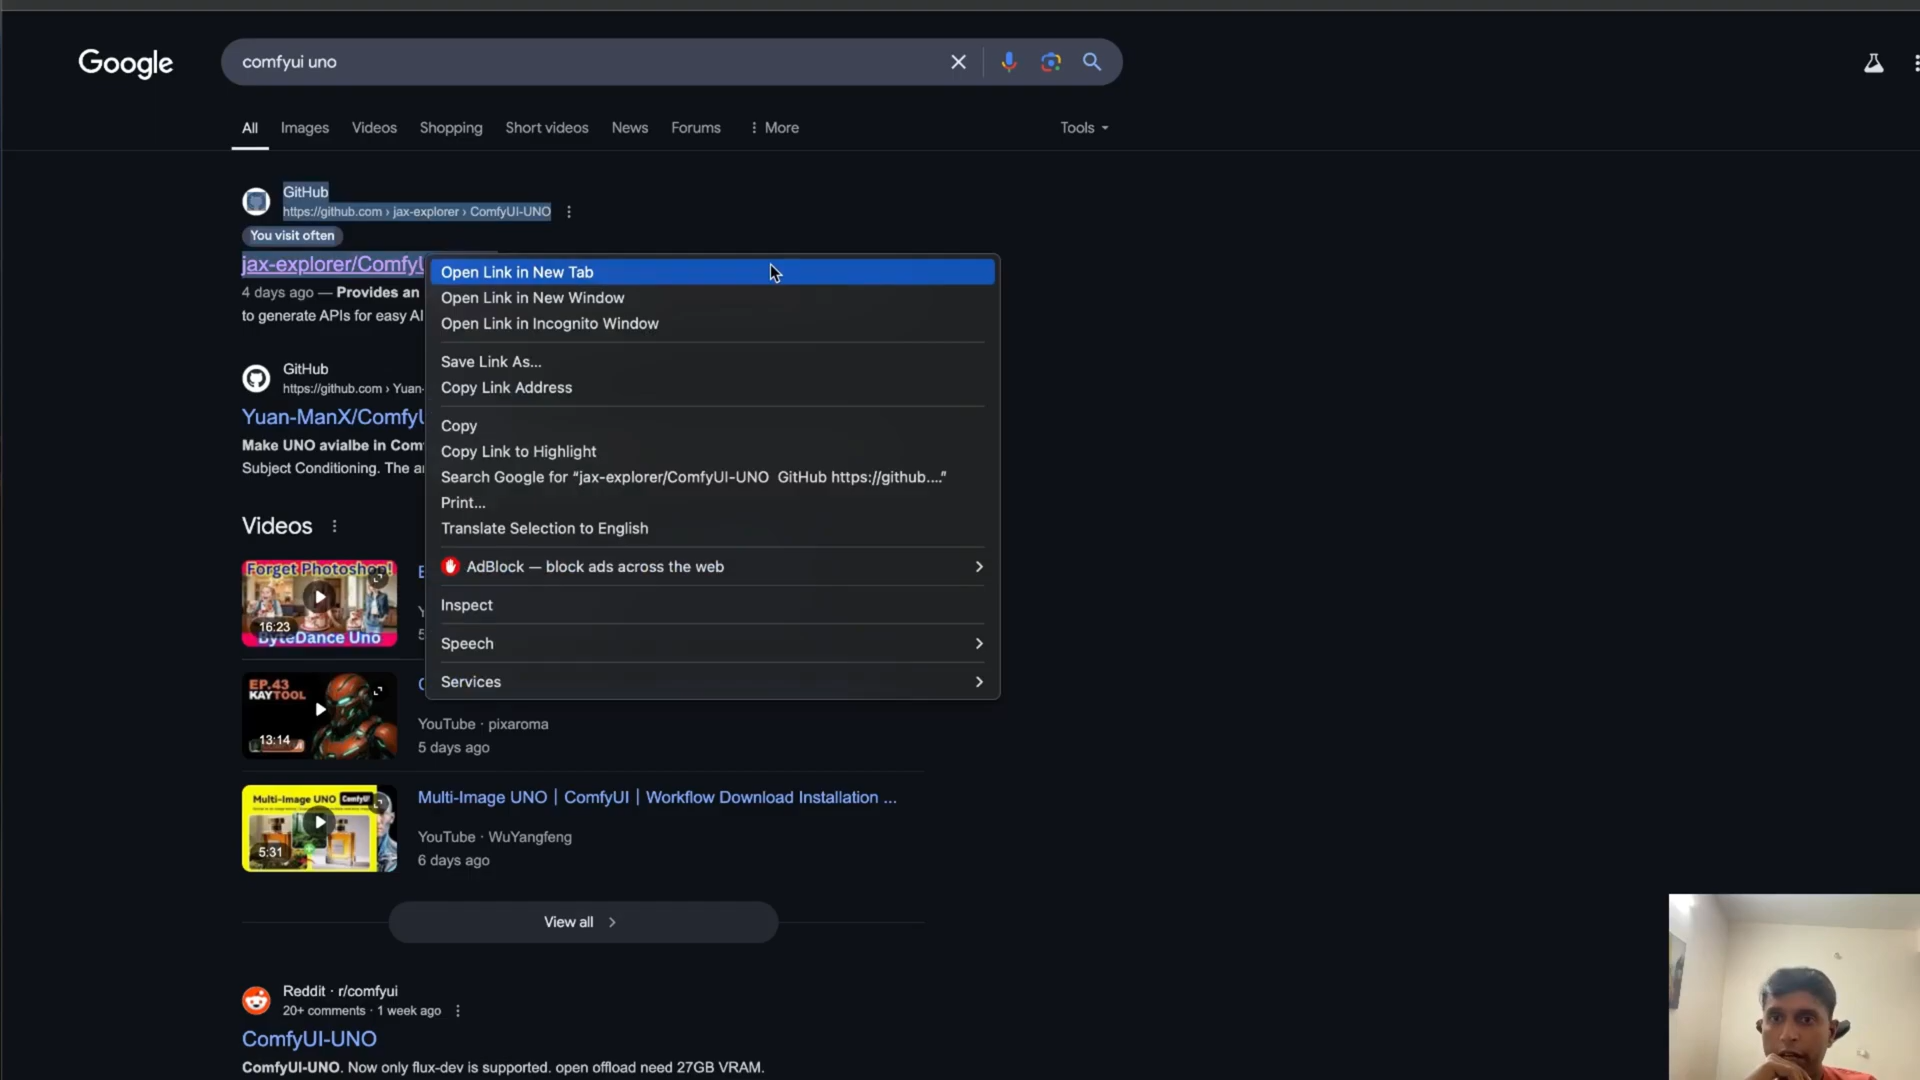 Google
comfyui uno
All Images Videos Shopping Short videos News Forums More Tools
GitHub
https://github.com › jax-explorer › ComfyUI-UNO
You visit often
jax-explorer/ComfyU
4 days ago — Provides an
to generate APIs for easy AI
GitHub
https://github.com › Yuan-
Yuan-ManX/ComfyU
Make UNO avialbe in Com
Subject Conditioning. The
Open Link in New Tab
Open Link in New Window
Open Link in Incognito Window
Save Link As...
Copy Link Address
Copy
Copy Link to Highlight
Search Google for “jax-explorer/ComfyUI-UNO GitHub https://github....”
Print...
Translate Selection to English
AdBlock — block ads across the web
Inspect
Speech
Services
Videos
Forget Photoshop!
16:23
ByteDance Uno
EP.43
KAYTOOL
13:14
YouTube · pixaroma
5 days ago
Multi-Image UNO ComfyUI
5:31
Multi-Image UNO | ComfyUI | Workflow Download Installation ...
YouTube · WuYangfeng
6 days ago
View all
Reddit · r/comfyui
20+ comments · 1 week ago
ComfyUI-UNO
ComfyUI-UNO. Now only flux-dev is supported. open offload need 27GB VRAM.